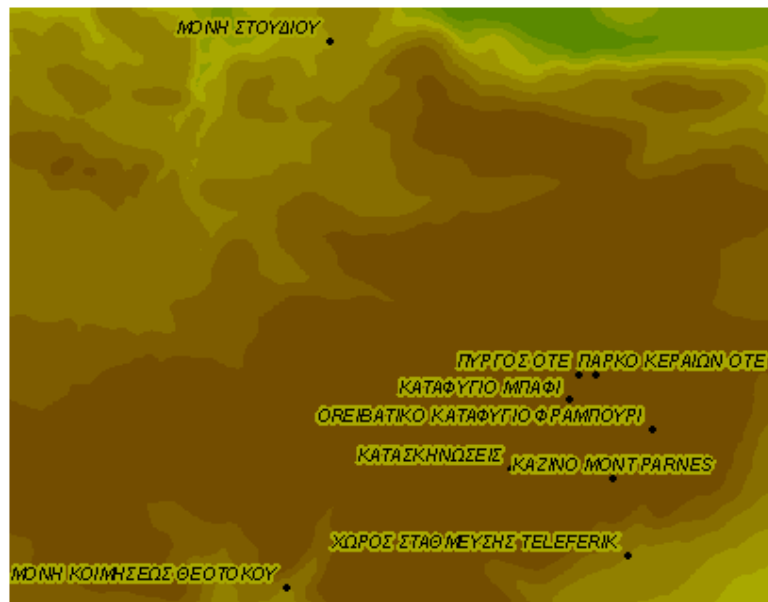 ΜΟΝΗ ΣΤΟΥΔΙΟΥ
ΠΥΡΓΟΣ ΟΤΕ
ΠΑΡΚΟ ΚΕΡΑΙΩΝ ΟΤΕ
ΚΑΤΑΦΥΓΙΟ ΜΠΑΦΙ
OREIBATIKO ΚΑΤΑΦΥΓΙΟ ΦΡΑΜΠΟΥΡΙ
ΚΑΤΑΣΚΗΝΩΣΕΙΣ
ΚΑΖΙΝΟ MONT PARNES
ΧΩΡΟΣ ΣΤΑΘΜΕΥΣΗΣ TELEFERIK
ΜΟΝΗ ΚΟΙΜΗΣΕΩΣ ΘΕΟΤΟΚΟΥ